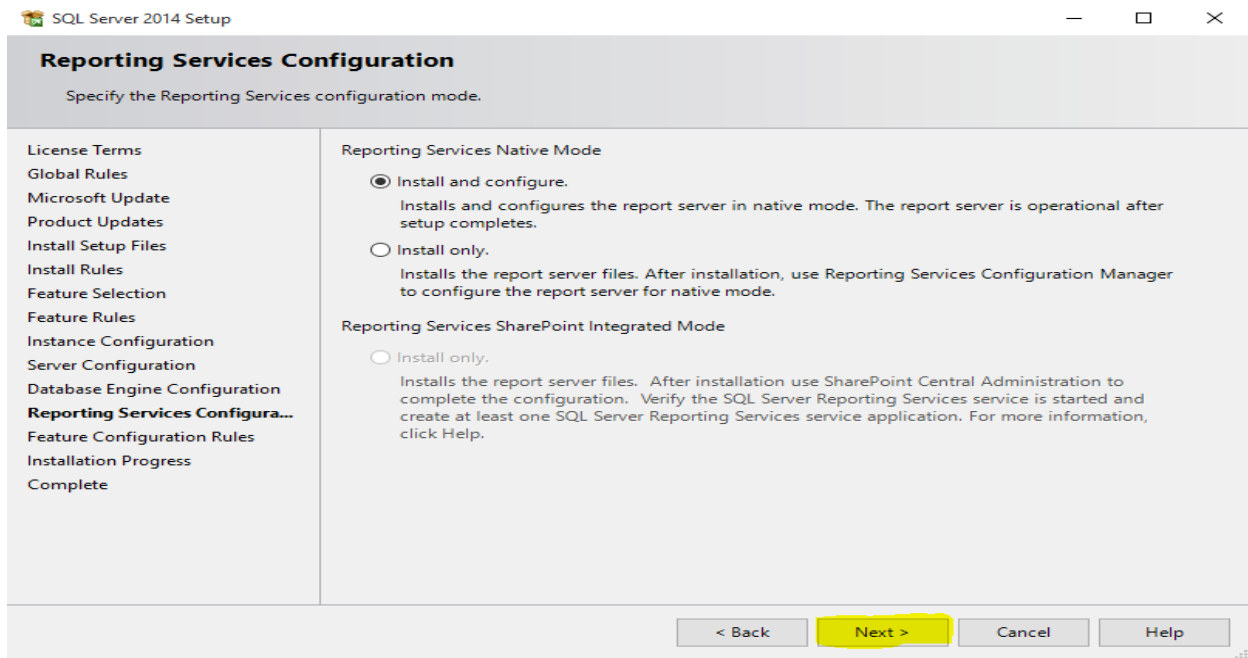 SQL Server 2014 Setup
Reporting Services Configuration
Specify the Reporting Services configuration mode.
License Terms
Global Rules
Microsoft Update
Product Updates
Install Setup Files
Install Rules
Feature Selection
Feature Rules
Instance Configuration
Server Configuration
Database Engine Configuration
Reporting Services Configura...
Feature Configuration Rules
Installation Progress
Complete
Reporting Services Native Mode
Install and configure.
Installs and configures the report server in native mode. The report server is operational after
setup completes.
Install only.
Installs the report server files. After installation, use Reporting Services Configuration Manager
to configure the report server for native mode.
Reporting Services SharePoint Integrated Mode
Install only.
Installs the report server files.  After installation use SharePoint Central Administration to
complete the configuration.  Verify the SQL Server Reporting Services service is started and
create at least one SQL Server Reporting Services service application. For more information,
click Help.
< Back
Next >
Cancel
Help